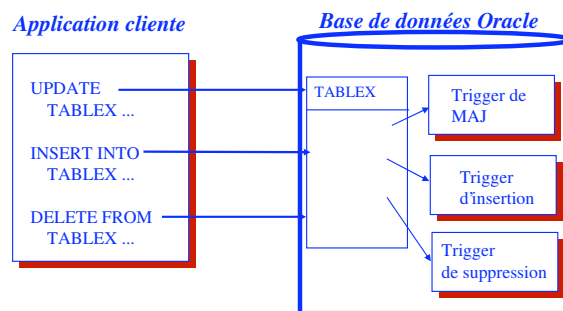 Application cliente
Base de données Oracle
UPDATE
TABLEX ...
INSERT INTO
TABLEX ...
DELETE FROM
TABLEX ...
TABLEX
Trigger de
MAJ
Trigger
d'insertion
Trigger
de suppression